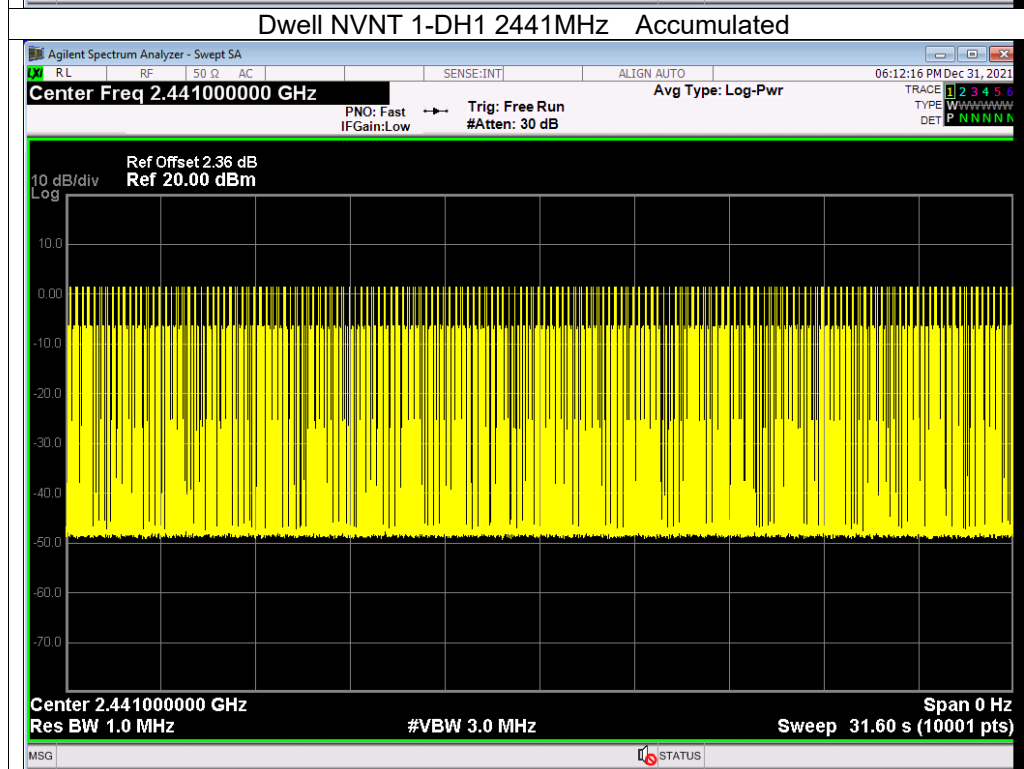 Dwell NVNT 1-DH1 2441MHz Accumulated
Agilent Spectrum Analyzer - Swept SA
LXI RL RF 50 Ω AC SENSE:INT ALIGN AUTO 06:12:16 PM Dec 31, 2021
Center Freq 2.441000000 GHz Avg Type: Log-Pwr TRACE 1 2 3 4 5 6
PNO: Fast Trig: Free Run TYPE WWWWWWW
IFGain:Low #Atten: 30 dB DET P N N N N N
Ref Offset 2.36 dB
10 dB/div Ref 20.00 dBm
Log
10.0
0.00
-10.0
-20.0
-30.0
-40.0
-50.0
-60.0
-70.0
Center 2.441000000 GHz Span 0 Hz
Res BW 1.0 MHz #VBW 3.0 MHz Sweep 31.60 s (10001 pts)
MSG STATUS